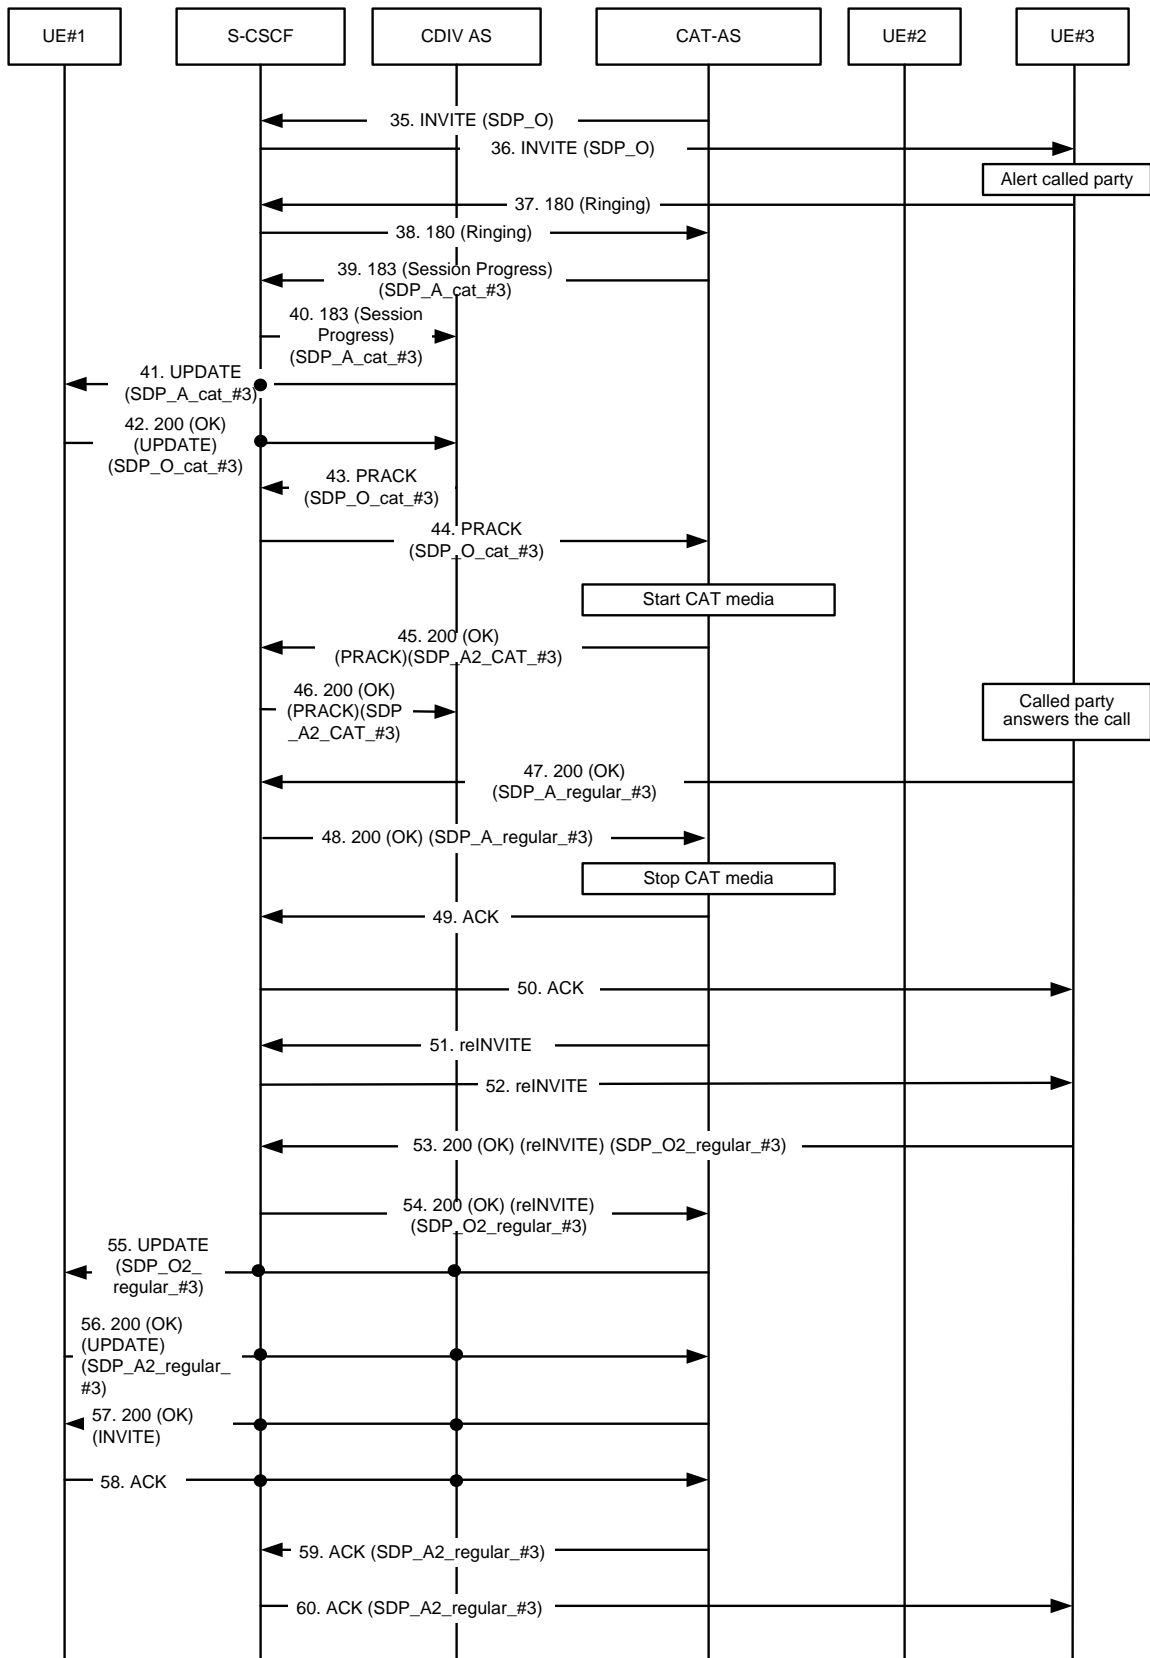 UE#1
S-CSCF
CDIV AS
CAT-AS
UE#2
UE#3
35. INVITE (SDP_O)
36. INVITE (SDP_O)
Alert called party
37. 180 (Ringing)
38. 180 (Ringing)
39. 183 (Session Progress)
(SDP_A_cat_#3)
40. 183 (Session
Progress)
(SDP_A_cat_#3)
41. UPDATE
(SDP_A_cat_#3)
42. 200 (OK)
(UPDATE)
(SDP_O_cat_#3)
43. PRACK
(SDP_O_cat_#3)
44. PRACK
(SDP_O_cat_#3)
Start CAT media
45. 200 (OK)
(PRACK)(SDP_A2_CAT_#3)
46. 200 (OK)
(PRACK)(SDP
_A2_CAT_#3)
Called party
answers the call
47. 200 (OK)
(SDP_A_regular_#3)
48. 200 (OK) (SDP_A_regular_#3)
Stop CAT media
49. ACK
50. ACK
51. reINVITE
52. reINVITE
53. 200 (OK) (reINVITE) (SDP_O2_regular_#3)
54. 200 (OK) (reINVITE)
(SDP_O2_regular_#3)
55. UPDATE
(SDP_O2_
regular_#3)
56. 200 (OK)
(UPDATE)
(SDP_A2_regular_
#3)
57. 200 (OK)
(INVITE)
58. ACK
59. ACK (SDP_A2_regular_#3)
60. ACK (SDP_A2_regular_#3)